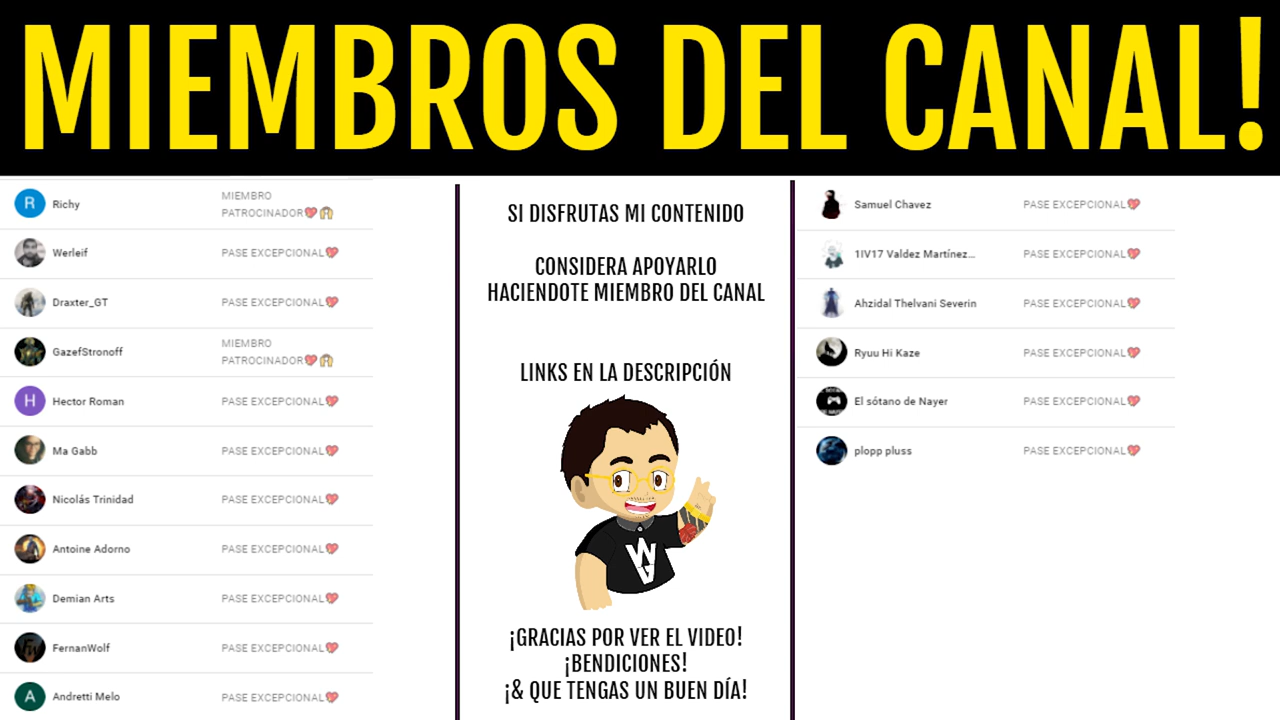 MIEMBROS DEL CANAL!
R Richy MIEMBRO
PATROCINADOR
Werleif PASE EXCEPCIONAL
Draxter_GT PASE EXCEPCIONAL
GazefStronoff MIEMBRO
PATROCINADOR
H Hector Roman PASE EXCEPCIONAL
Ma Gabb PASE EXCEPCIONAL
Nicolás Trinidad PASE EXCEPCIONAL
Antoine Adorno PASE EXCEPCIONAL
Demian Arts PASE EXCEPCIONAL
FernanWolf PASE EXCEPCIONAL
A Andretti Melo PASE EXCEPCIONAL
SI DISFRUTAS MI CONTENIDO
CONSIDERA APOYARLO
HACIENDOTE MIEMBRO DEL CANAL
LINKS EN LA DESCRIPCIÓN
¡GRACIAS POR VER EL VIDEO!
¡BENDICIONES!
¡& QUE TENGAS UN BUEN DÍA!
Samuel Chavez PASE EXCEPCIONAL
1IV17 Valdez Martínez... PASE EXCEPCIONAL
Ahzidal Thelvani Severin PASE EXCEPCIONAL
Ryuu Hi Kaze PASE EXCEPCIONAL
El sótano de Nayer PASE EXCEPCIONAL
plopp pluss PASE EXCEPCIONAL